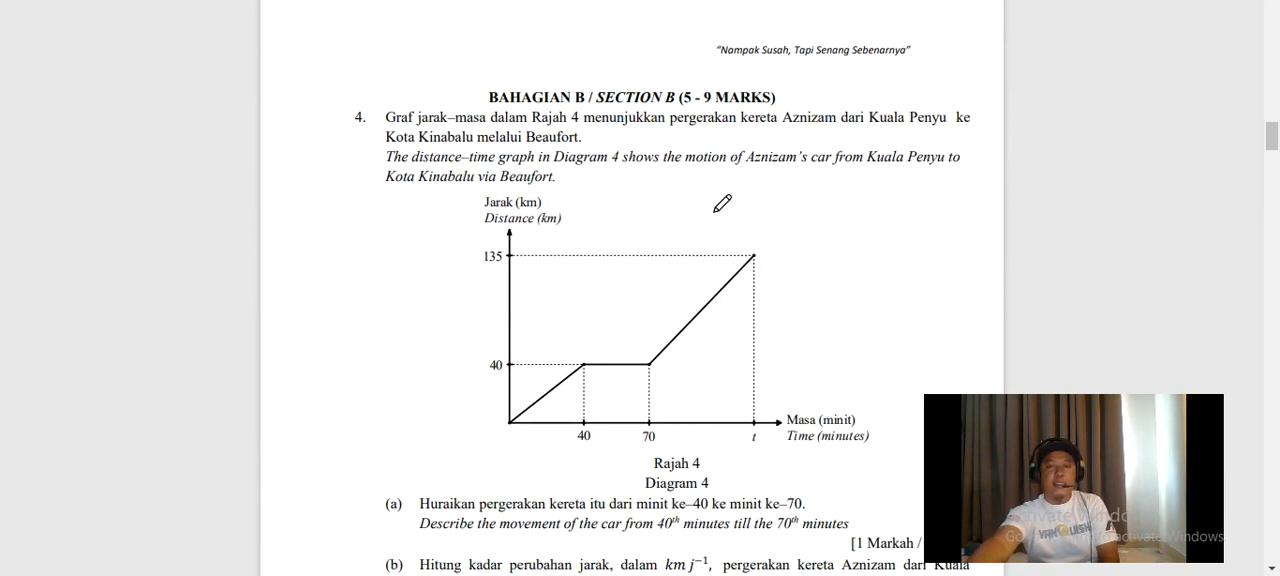 “Nampak Susah, Tapi Senang Sebenarnya”
BAHAGIAN B / SECTION B (5 - 9 MARKS)
4. Graf jarak–masa dalam Rajah 4 menunjukkan pergerakan kereta Aznizam dari Kuala Penyu ke
Kota Kinabalu melalui Beaufort.
The distance–time graph in Diagram 4 shows the motion of Aznizam’s car from Kuala Penyu to
Kota Kinabalu via Beaufort.
Jarak (km)
Distance (km)
135
40
Masa (minit)
40 70 t Time (minutes)
Rajah 4
Diagram 4
(a) Huraikan pergerakan kereta itu dari minit ke–40 ke minit ke–70.
Describe the movement of the car from 40th minutes till the 70th minutes
[1 Markah /
(b) Hitung kadar perubahan jarak, dalam km j⁻¹, pergerakan kereta Aznizam dari Kuala